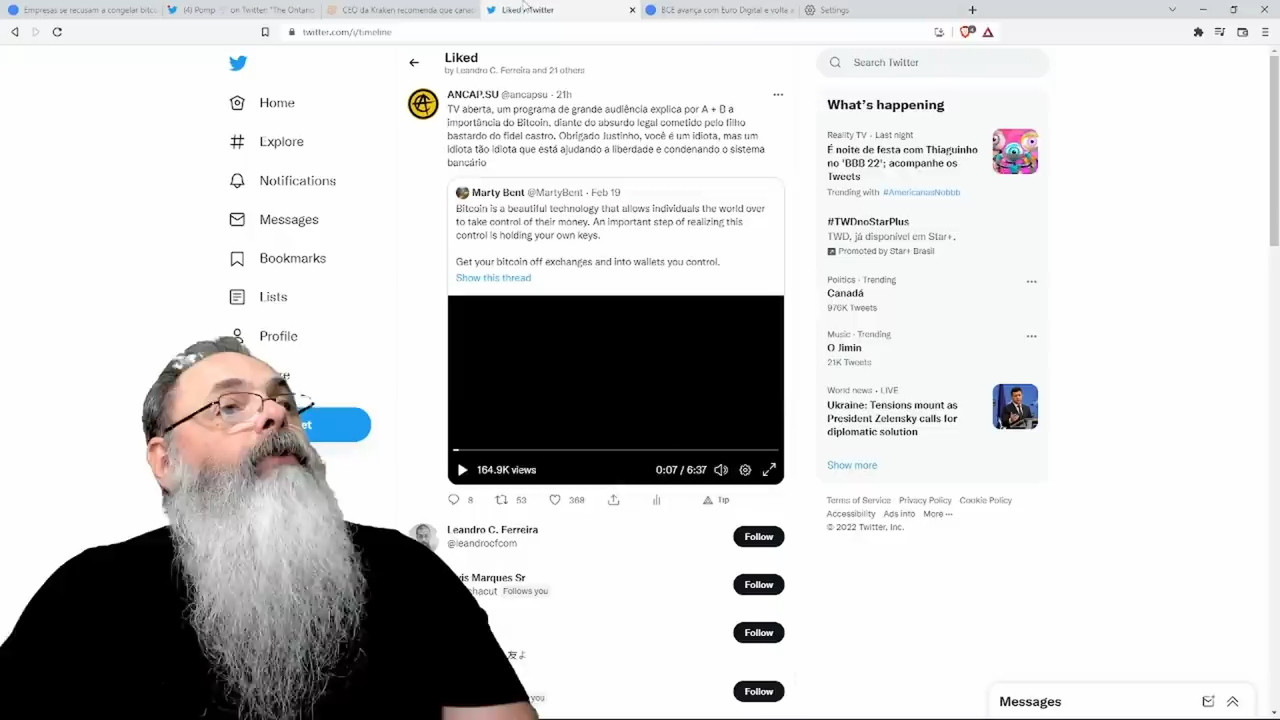 Empresas se recusam a congelar bitco
(4) Pomp on Twitter: "The Ontario
CEO da Kraken recomenda que canad
Liked / Twitter
BCE avança com Euro Digital e volta a
Settings
twitter.com/i/timeline
Home
Explore
Notifications
Messages
Bookmarks
Lists
Profile
Liked
by Leandro C. Ferreira and 21 others
ANCAP.SU @ancapsu · 21h
TV aberta, um programa de grande audiência explica por A + B a
importância do Bitcoin, diante do absurdo legal cometido pelo filho
bastardo do fidel castro. Obrigado Justinho, você é um idiota, mas um
idiota tão idiota que está ajudando a liberdade e condenando o sistema
bancário
Marty Bent @MartyBent · Feb 19
Bitcoin is a beautiful technology that allows individuals the world over
to take control of their money. An important step of realizing this
control is holding your own keys.
Get your bitcoin off exchanges and into wallets you control.
Show this thread
164.9K views
0:07 / 6:37
8 53 369 Tip
Leandro C. Ferreira
@leandrocfcom
Follow
vis Marques Sr
hacut Follows you
Follow
Follow
友よ
you
Follow
Search Twitter
What's happening
Reality TV · Last night
É noite de festa com Thiaguinho
no 'BBB 22'; acompanhe os
Tweets
Trending with #AmericanasNobbb
#TWDnoStarPlus
TWD, já disponível em Star+.
Promoted by Star+ Brasil
Politics · Trending
Canadá
976K Tweets
Music · Trending
O Jimin
21K Tweets
World news · LIVE
Ukraine: Tensions mount as
President Zelensky calls for
diplomatic solution
Show more
Terms of Service Privacy Policy Cookie Policy
Accessibility Ads info More ···
© 2022 Twitter, Inc.
Messages